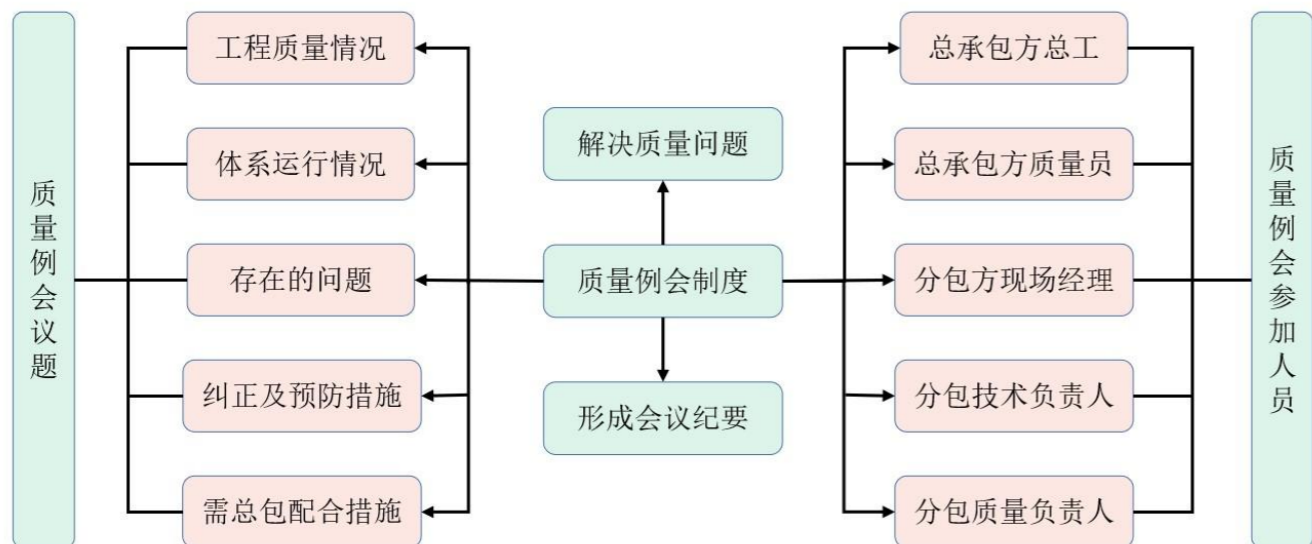 质量例会议题
工程质量情况
体系运行情况
存在的问题
纠正及预防措施
需总包配合措施
解决质量问题
质量例会制度
形成会议纪要
总承包方总工
总承包方质量员
分包方现场经理
分包技术负责人
分包质量负责人
质量例会参加人员